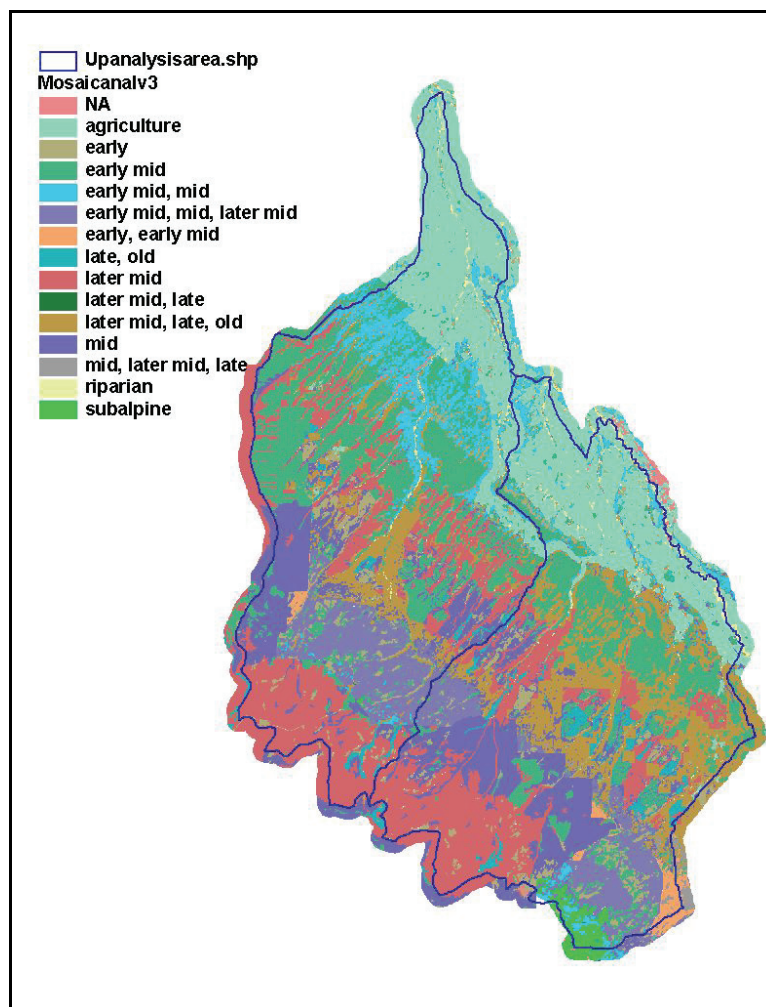 Upanalysisarea.shp
Mosaicanalv3
NA
agriculture
early
early mid
early mid, mid
early mid, mid, later mid
early, early mid
late, old
later mid
later mid, late
later mid, late, old
mid
mid, later mid, late
riparian
subalpine